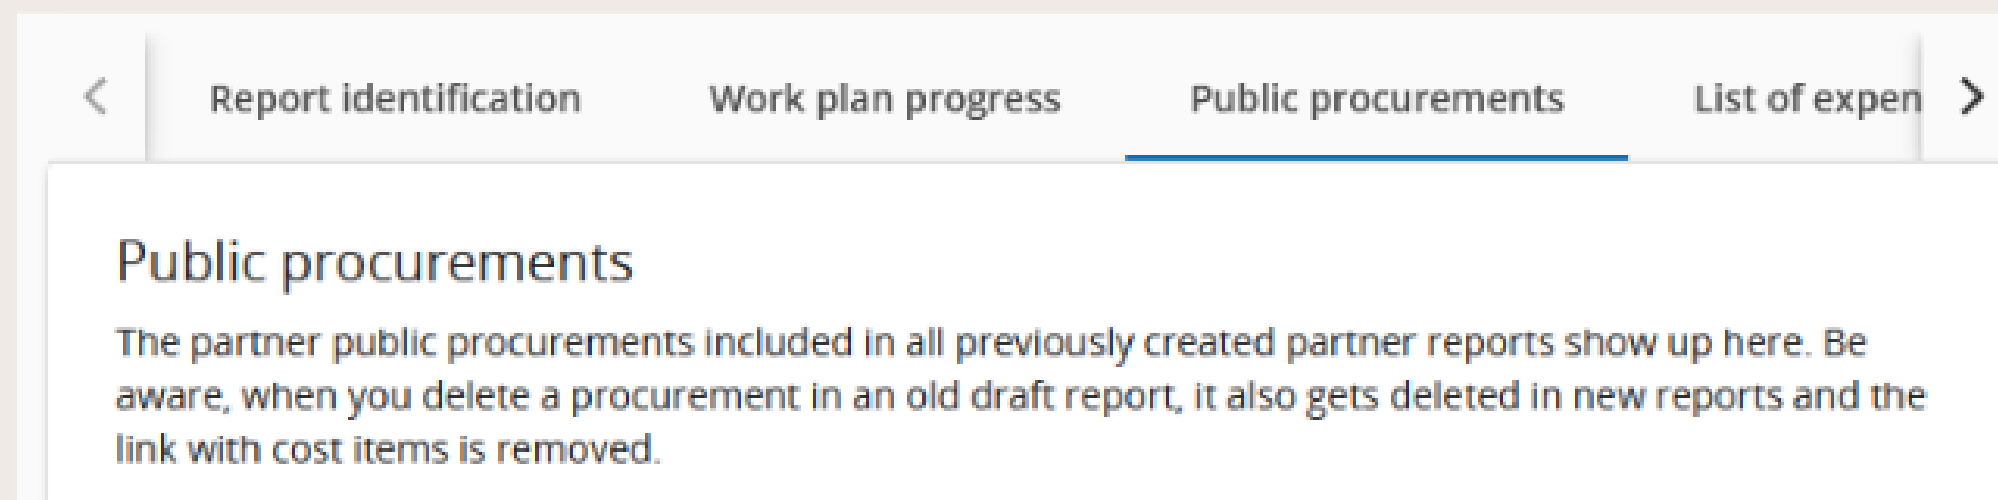 Report identification Work plan progress Public procurements List of expen
Public procurements
The partner public procurements included in all previously created partner reports show up here. Be
aware, when you delete a procurement in an old draft report, it also gets deleted in new reports and the
link with cost items is removed.